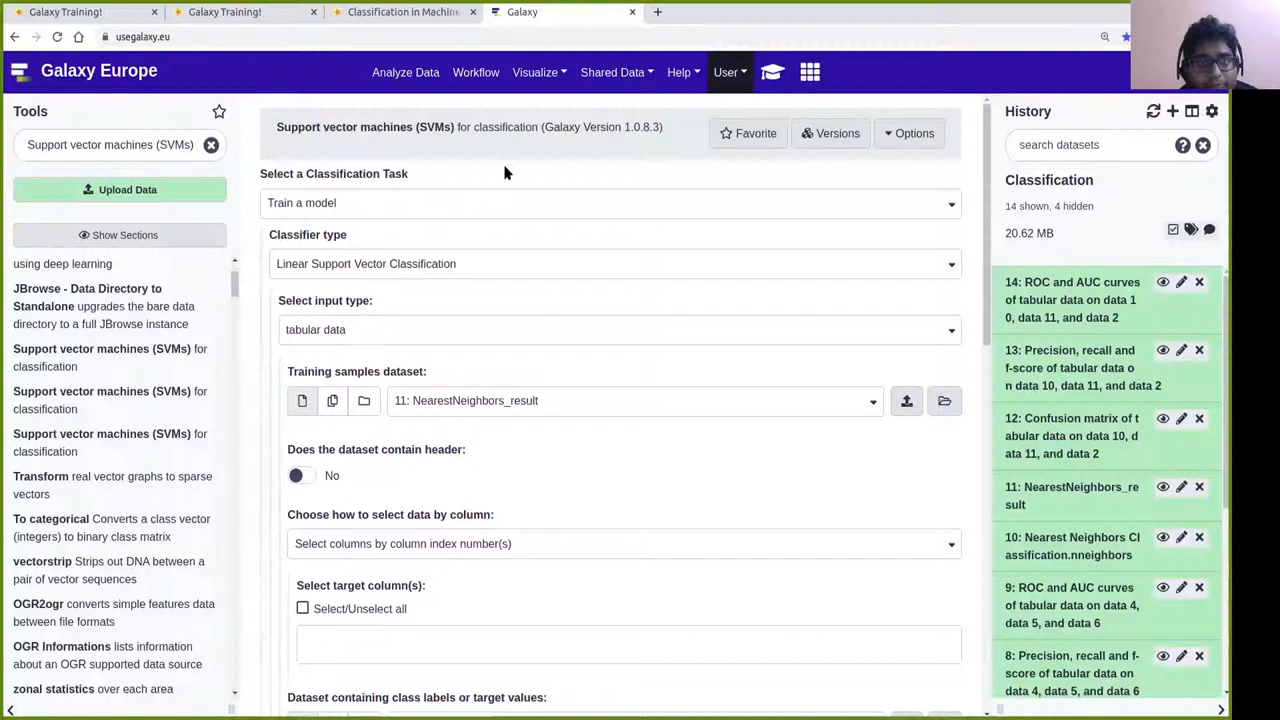 Galaxy Training!
Galaxy Training!
Classification in Machine
Galaxy
usegalaxy.eu
Galaxy Europe
Analyze Data
Workflow
Visualize
Shared Data
Help
User
Tools
Support vector machines (SVMs)
Upload Data
Show Sections
using deep learning
JBrowse - Data Directory to
Standalone upgrades the bare data
directory to a full JBrowse instance
Support vector machines (SVMs) for
classification
Support vector machines (SVMs) for
classification
Support vector machines (SVMs) for
classification
Transform real vector graphs to sparse
vectors
To categorical Converts a class vector
(integers) to binary class matrix
vectorstrip Strips out DNA between a
pair of vector sequences
OGR2ogr converts simple features data
between file formats
OGR Informations lists information
about an OGR supported data source
zonal statistics over each area
Support vector machines (SVMs) for classification (Galaxy Version 1.0.8.3)
Favorite
Versions
Options
Select a Classification Task
Train a model
Classifier type
Linear Support Vector Classification
Select input type:
tabular data
Training samples dataset:
11: NearestNeighbors_result
Does the dataset contain header:
No
Choose how to select data by column:
Select columns by column index number(s)
Select target column(s):
Select/Unselect all
Dataset containing class labels or target values:
History
search datasets
Classification
14 shown, 4 hidden
20.62 MB
14: ROC and AUC curves
of tabular data on data 1
0, data 11, and data 2
13: Precision, recall and
f-score of tabular data o
n data 10, data 11, and data 2
12: Confusion matrix of t
abular data on data 10, d
ata 11, and data 2
11: NearestNeighbors_re
sult
10: Nearest Neighbors Cl
assification.nneighbors
9: ROC and AUC curves
of tabular data on data 4,
data 5, and data 6
8: Precision, recall and f-
score of tabular data on
data 4, data 5, and data 6